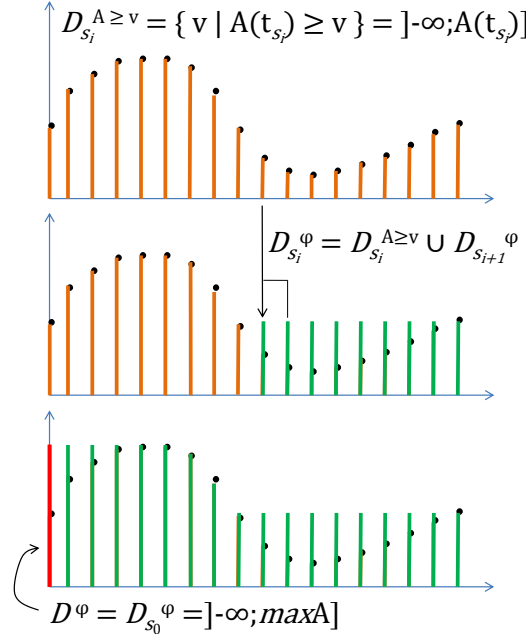 D_{s_i}^{A ≥ v} = { v | A(t_{s_i}) ≥ v } = ]-∞;A(t_{s_i})]
D_{s_i}^φ = D_{s_i}^{A≥v} ∪ D_{s_{i+1}}^φ
D^φ = D_{s_0}^φ =]-∞;maxA]